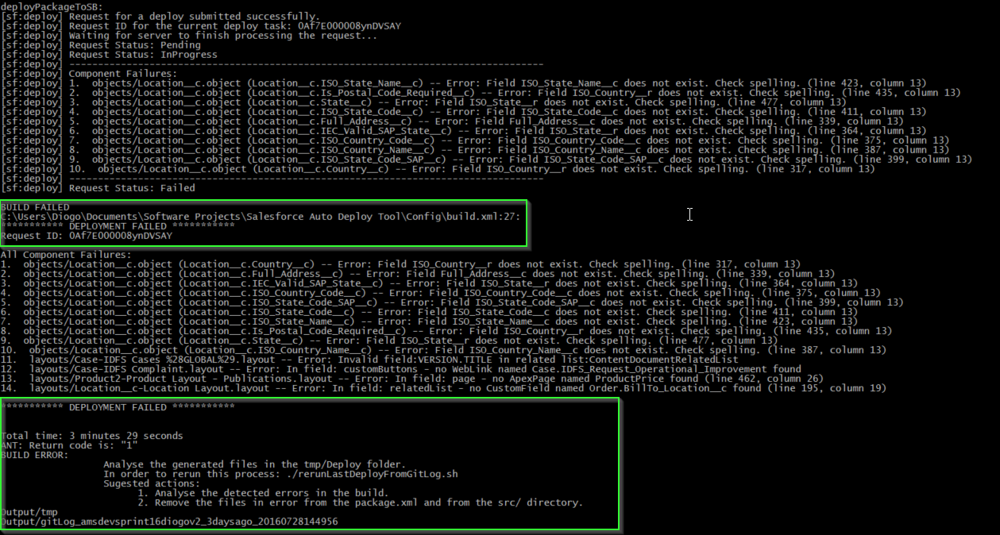 deployPackageToSB:
[sf:deploy] Request for a deploy submitted successfully.
[sf:deploy] Request ID for the current deploy task: 0Af7E000008ynDVSAY
[sf:deploy] Waiting for server to finish processing the request...
[sf:deploy] Request Status: Pending
[sf:deploy] Request Status: InProgress
[sf:deploy] -------------------------------------------------------------------------------
[sf:deploy] Component Failures:
[sf:deploy] 1.  objects/Location__c.object (Location__c.ISO_State_Name__c) -- Error: Field ISO_State_Name__c does not exist. Check spelling. (line 423, column 13)
[sf:deploy] 2.  objects/Location__c.object (Location__c.Is_Postal_Code_Required__c) -- Error: Field ISO_Country__r does not exist. Check spelling. (line 435, column 13)
[sf:deploy] 3.  objects/Location__c.object (Location__c.State__c) -- Error: Field ISO_State__r does not exist. Check spelling. (line 477, column 13)
[sf:deploy] 4.  objects/Location__c.object (Location__c.ISO_State_Code__c) -- Error: Field ISO_State_Code__c does not exist. Check spelling. (line 411, column 13)
[sf:deploy] 5.  objects/Location__c.object (Location__c.Full_Address__c) -- Error: Field Full_Address__c does not exist. Check spelling. (line 339, column 13)
[sf:deploy] 6.  objects/Location__c.object (Location__c.IEC_Valid_SAP_State__c) -- Error: Field ISO_State__r does not exist. Check spelling. (line 364, column 13)
[sf:deploy] 7.  objects/Location__c.object (Location__c.ISO_Country_Code__c) -- Error: Field ISO_Country_Code__c does not exist. Check spelling. (line 375, column 13)
[sf:deploy] 8.  objects/Location__c.object (Location__c.ISO_Country_Name__c) -- Error: Field ISO_Country_Name__c does not exist. Check spelling. (line 387, column 13)
[sf:deploy] 9.  objects/Location__c.object (Location__c.ISO_State_Code_SAP__c) -- Error: Field ISO_State_Code_SAP__c does not exist. Check spelling. (line 399, column 13)
[sf:deploy] 10.  objects/Location__c.object (Location__c.Country__c) -- Error: Field ISO_Country__r does not exist. Check spelling. (line 317, column 13)
[sf:deploy] -------------------------------------------------------------------------------
[sf:deploy] Request Status: Failed
BUILD FAILED
C:\Users\Diogo\Documents\Software Projects\Salesforce Auto Deploy Tool\Config\build.xml:27:
*********** DEPLOYMENT FAILED ***********
Request ID: 0Af7E000008ynDVSAY
All Component Failures:
1.  objects/Location__c.object (Location__c.Country__c) -- Error: Field ISO_Country__r does not exist. Check spelling. (line 317, column 13)
2.  objects/Location__c.object (Location__c.Full_Address__c) -- Error: Field Full_Address__c does not exist. Check spelling. (line 339, column 13)
3.  objects/Location__c.object (Location__c.IEC_Valid_SAP_State__c) -- Error: Field ISO_State__r does not exist. Check spelling. (line 364, column 13)
4.  objects/Location__c.object (Location__c.ISO_Country_Code__c) -- Error: Field ISO_Country_Code__c does not exist. Check spelling. (line 375, column 13)
5.  objects/Location__c.object (Location__c.ISO_State_Code_SAP__c) -- Error: Field ISO_State_Code_SAP__c does not exist. Check spelling. (line 399, column 13)
6.  objects/Location__c.object (Location__c.ISO_State_Code__c) -- Error: Field ISO_State_Code__c does not exist. Check spelling. (line 411, column 13)
7.  objects/Location__c.object (Location__c.ISO_State_Name__c) -- Error: Field ISO_State_Name__c does not exist. Check spelling. (line 423, column 13)
8.  objects/Location__c.object (Location__c.Is_Postal_Code_Required__c) -- Error: Field ISO_Country__r does not exist. Check spelling. (line 435, column 13)
9.  objects/Location__c.object (Location__c.State__c) -- Error: Field ISO_State__r does not exist. Check spelling. (line 477, column 13)
10.  objects/Location__c.object (Location__c.ISO_Country_Name__c) -- Error: Field ISO_Country_Name__c does not exist. Check spelling. (line 387, column 13)
11.  layouts/Case-IDFS Cases %28GLOBAL%29.layout -- Error: Invalid field:VERSION.TITLE in related list:ContentDocumentRelatedList
12.  layouts/Case-IDFS Complaint.layout -- Error: In field: customButtons - no WebLink named Case.IDFS_Request_Operational_Improvement found
13.  layouts/Product2-Product Layout - Publications.layout -- Error: In field: page - no ApexPage named ProductPrice found (line 462, column 26)
14.  layouts/Location__c-Location Layout.layout -- Error: In field: relatedList - no CustomField named Order.BillTo_Location__c found (line 195, column 19)
*********** DEPLOYMENT FAILED ***********
Total time: 3 minutes 29 seconds
ANT: Return code is: "1"
BUILD ERROR:
Analyse the generated files in the tmp/Deploy folder.
In order to rerun this process: ./rerunLastDeployFromGitLog.sh
Sugested actions:
1. Analyse the detected errors in the build.
2. Remove the files in error from the package.xml and from the src/ directory.
Output/tmp
Output/gitLog_amsdevsprint16diogov2_3daysago_20160728144956